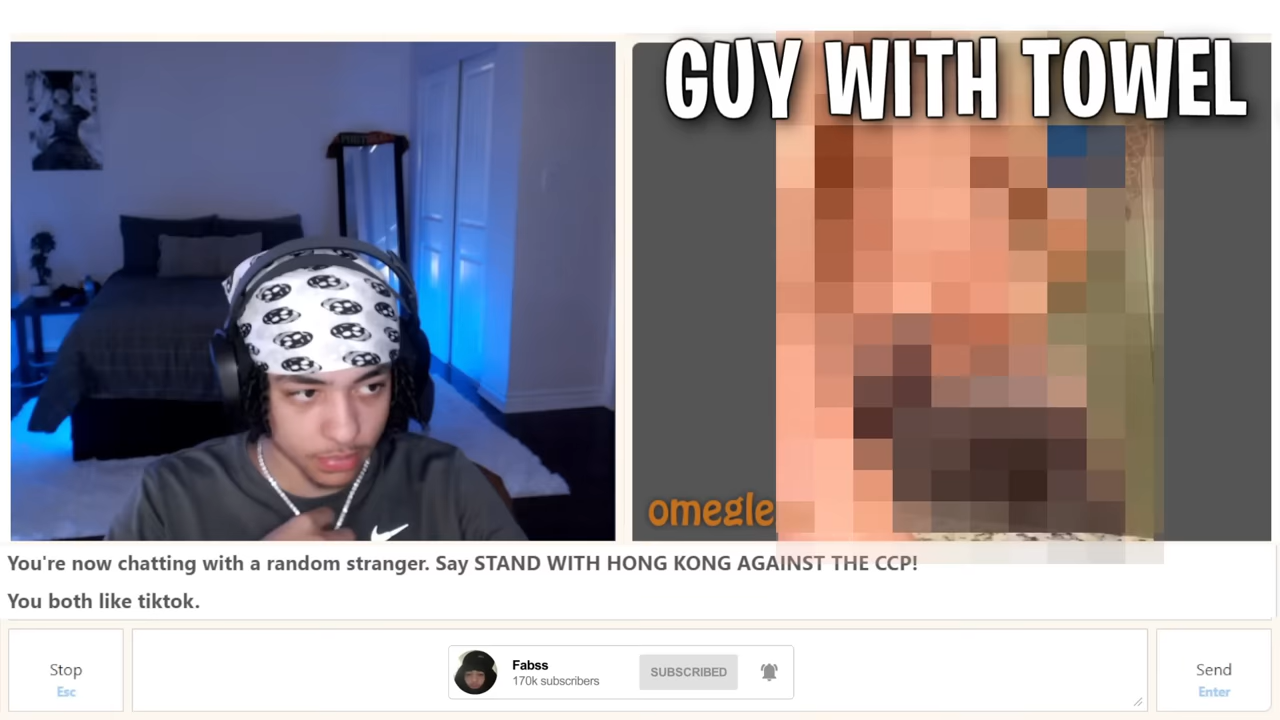 GUY WITH TOWEL
omegle
You're now chatting with a random stranger. Say STAND WITH HONG KONG AGAINST THE CCP!
You both like tiktok.
Stop
Esc
Fabss
170k subscribers
SUBSCRIBED
Send
Enter